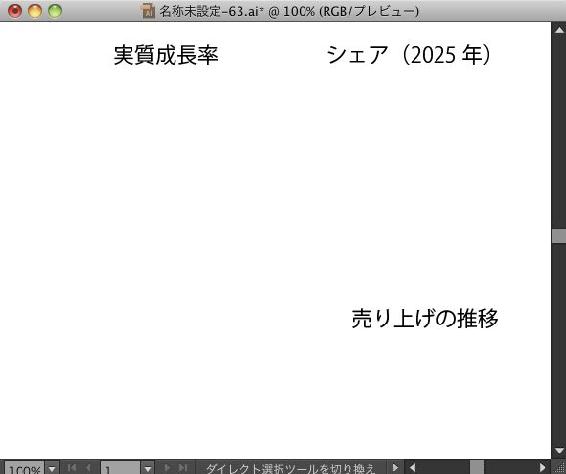 名称未設定-63.ai* @ 100% (RGB/プレビュー)
実質成長率 シェア（2025 年）
売り上げの推移
100% 1 ダイレクト選択ツールを切り換え